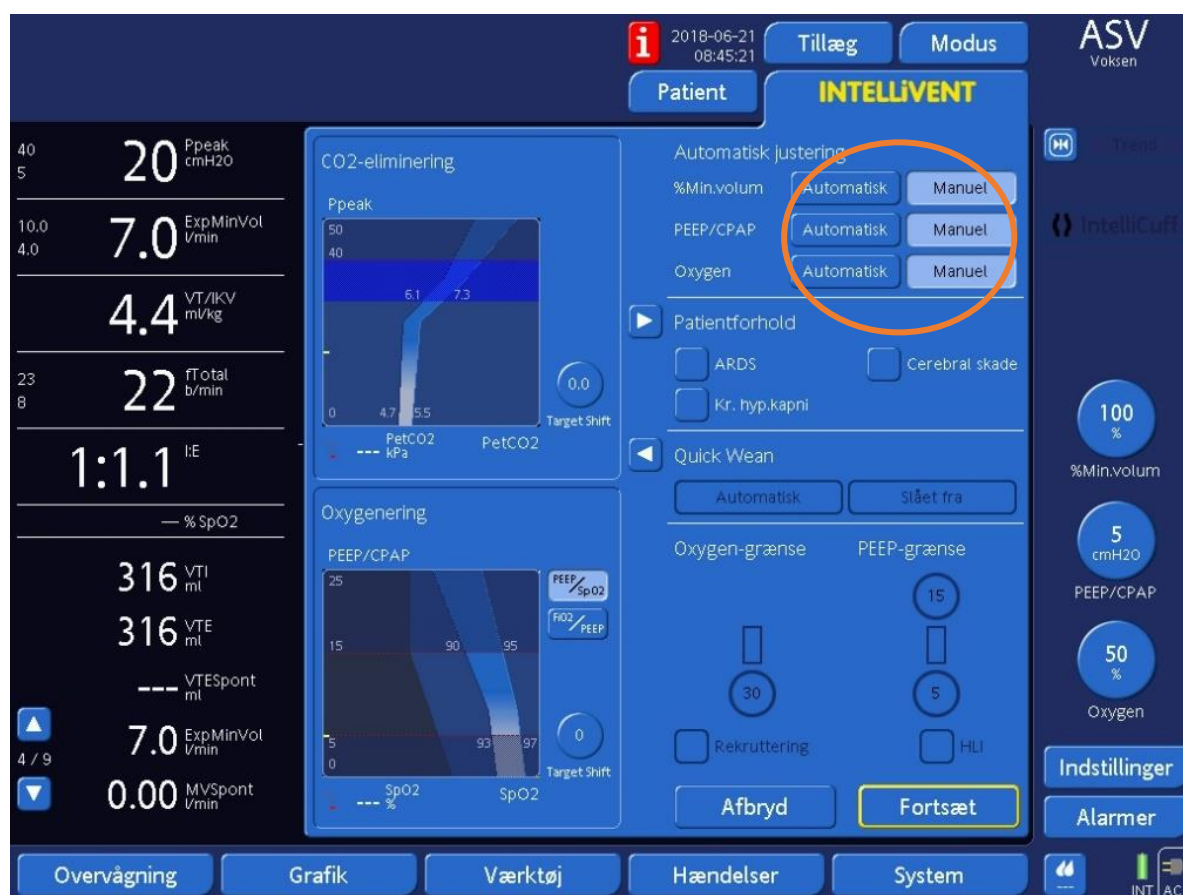 i
2018-06-21
08:45:21
Tillæg
Modus
ASV
Voksen
Patient
INTELLiVENT
40
5
20
Ppeak
cmH2O
10.0
4.0
7.0
ExpMinVol
l/min
4.4
VT/IKV
ml/kg
23
8
22
fTotal
b/min
1:1.1
I:E
— % SpO2
316
VTI
ml
316
VTE
ml
---
VTESpont
ml
4 / 9
7.0
ExpMinVol
l/min
0.00
MVSpont
l/min
CO2-eliminering
Ppeak
50
40
6.1 7.3
0 4.7 5.5
0.0
Target Shift
PetCO2
--- kPa
PetCO2
Oxygenering
PEEP/CPAP
25
PEEP/SpO2
FiO2/PEEP
15 90 95
5 93 97
0
0
Target Shift
SpO2
--- %
SpO2
Automatisk justering
%Min.volum Automatisk Manuel
PEEP/CPAP Automatisk Manuel
Oxygen Automatisk Manuel
Patientforhold
ARDS Cerebral skade
Kr. hyp.kapni
Quick Wean
Automatisk Slået fra
Oxygen-grænse PEEP-grænse
15
30 5
Rekruttering HLI
Afbryd Fortsæt
Trend
IntelliCuff
100
%
%Min.volum
5
cmH2O
PEEP/CPAP
50
%
Oxygen
Indstillinger
Alarmer
Overvågning Grafik Værktøj Hændelser System
---
INT AC